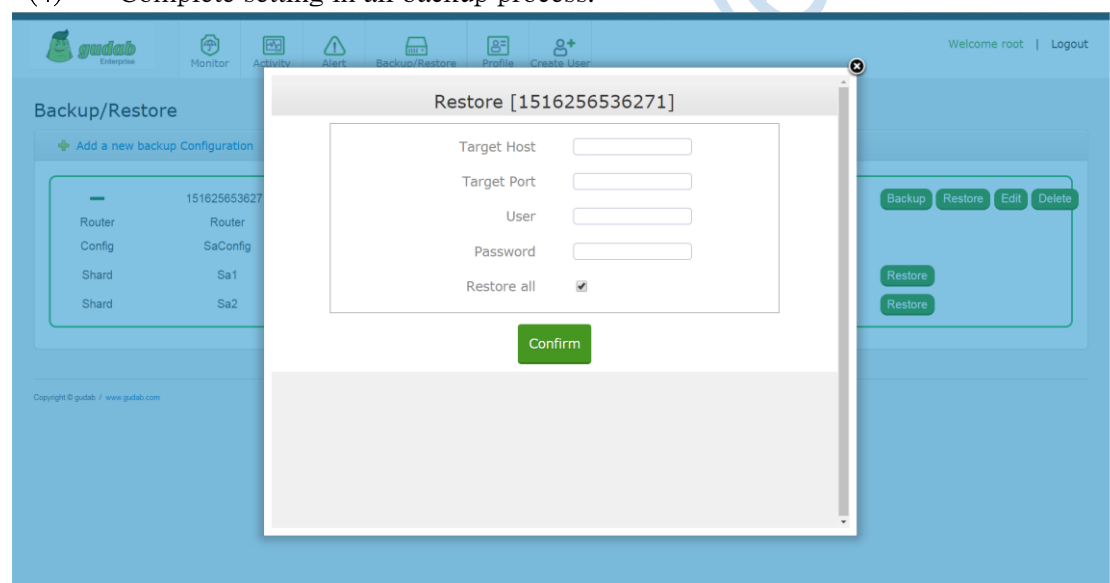 (4) Complete setting in all backup process.
gudab
Enterprise
Monitor
Activity
Alert
Backup/Restore
Profile
Create User
Welcome root | Logout
Restore [1516256536271]
Backup/Restore
Add a new backup Configuration
Target Host
Target Port
User
Password
Restore all
Confirm
151625653627
Backup Restore Edit Delete
Router Router
Config SaConfig
Shard Sa1 Restore
Shard Sa2 Restore
Copyright © gudab / www.gudab.com